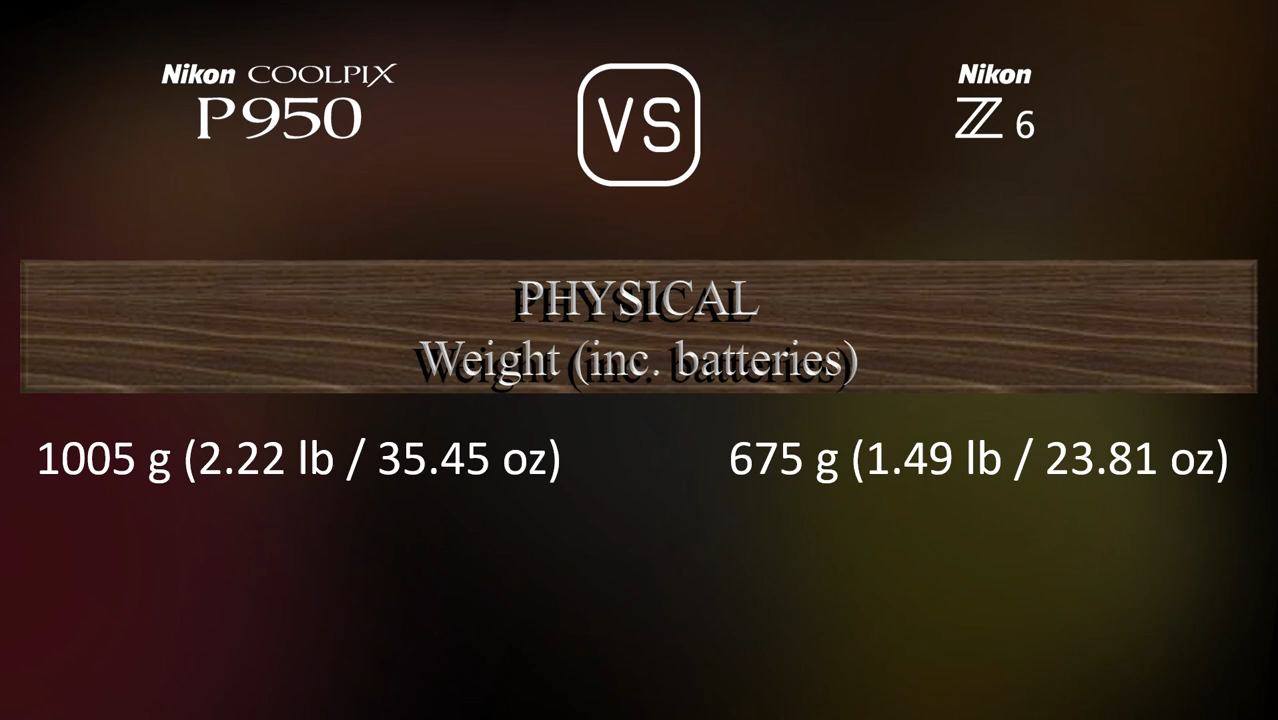 Nikon COOLPIX
P950
VS
Nikon
Z 6
PHYSICAL
Weight (inc. batteries)
1005 g (2.22 lb / 35.45 oz)
675 g (1.49 lb / 23.81 oz)